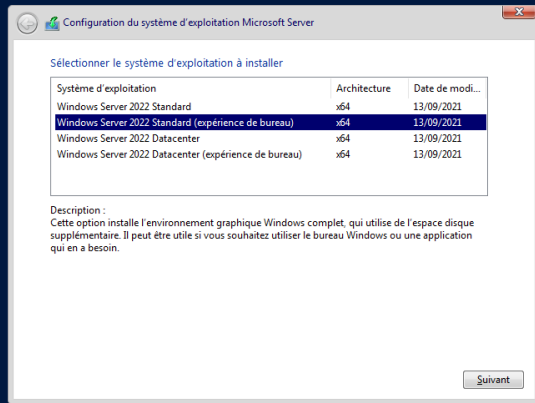 Configuration du système d'exploitation Microsoft Server
Sélectionner le système d'exploitation à installer
Système d'exploitation Architecture Date de modi...
Windows Server 2022 Standard x64 13/09/2021
Windows Server 2022 Standard (expérience de bureau) x64 13/09/2021
Windows Server 2022 Datacenter x64 13/09/2021
Windows Server 2022 Datacenter (expérience de bureau) x64 13/09/2021
Description :
Cette option installe l'environnement graphique Windows complet, qui utilise de l'espace disque
supplémentaire. Il peut être utile si vous souhaitez utiliser le bureau Windows ou une application
qui en a besoin.
Suivant